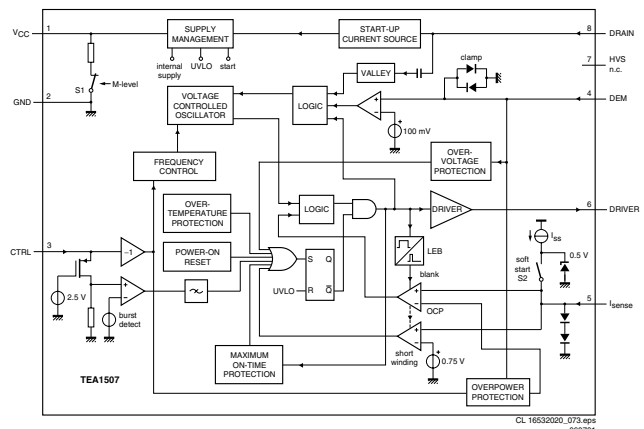 VCC 1
SUPPLY
MANAGEMENT
START-UP
CURRENT SOURCE
8 DRAIN
internal
supply
UVLO
start
VALLEY
clamp
7 HVS
n.c.
S1
M-level
GND 2
VOLTAGE
CONTROLLED
OSCILLATOR
LOGIC
4 DEM
100 mV
FREQUENCY
CONTROL
OVER-
VOLTAGE
PROTECTION
OVER-
TEMPERATURE
PROTECTION
LOGIC
DRIVER
6 DRIVER
CTRL 3
−1
POWER-ON
RESET
S Q
R Q
UVLO
LEB
blank
Iss
0.5 V
soft
start
S2
2.5 V
burst
detect
OCP
5 Isense
short
winding
0.75 V
MAXIMUM
ON-TIME
PROTECTION
OVERPOWER
PROTECTION
TEA1507
CL 16532020_073.eps